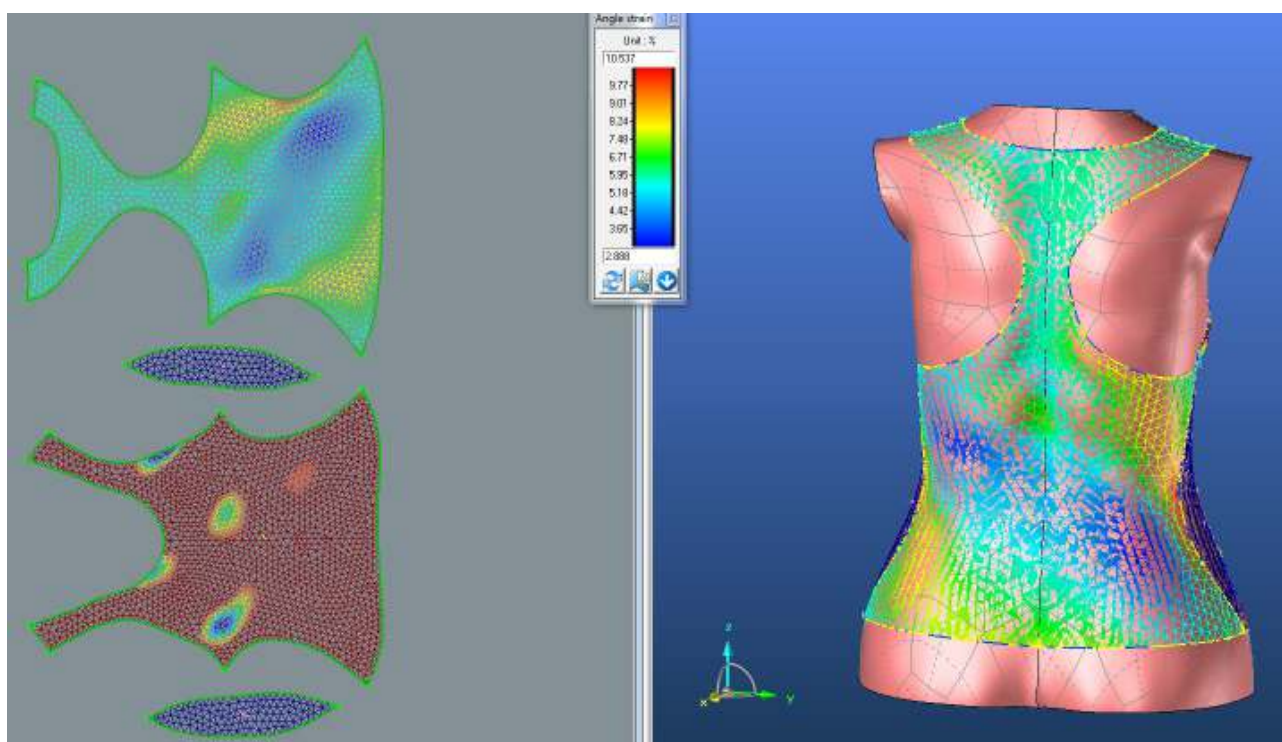 Angle strain
Unit : %
10.537
9.77
9.01
8.24
7.48
6.71
5.95
5.18
4.42
3.65
2.888
z
x
y